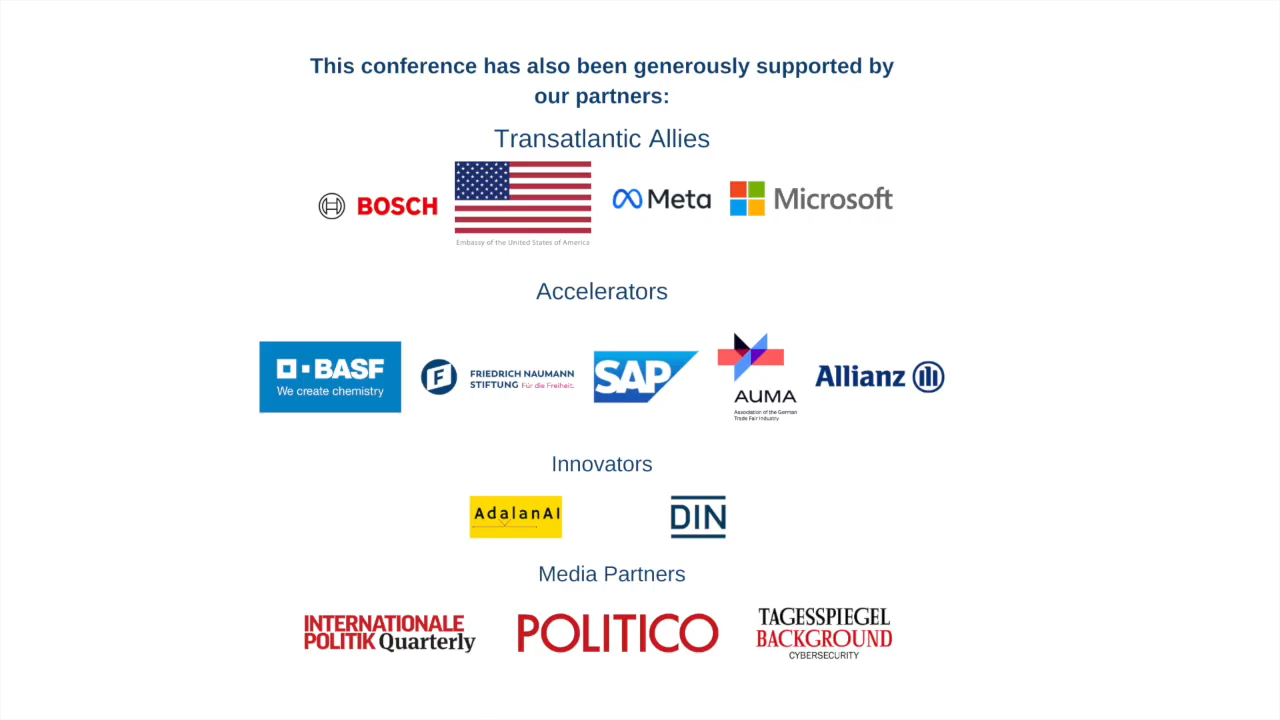 This conference has also been generously supported by
our partners:
Transatlantic Allies
BOSCH
Embassy of the United States of America
Meta
Microsoft
Accelerators
BASF
We create chemistry
FRIEDRICH NAUMANN
STIFTUNG Für die Freiheit.
SAP
AUMA
Association of the German
Trade Fair Industry
Allianz
Innovators
AdalanAI
DIN
Media Partners
INTERNATIONALE
POLITIK Quarterly
POLITICO
TAGESSPIEGEL
BACKGROUND
CYBERSECURITY